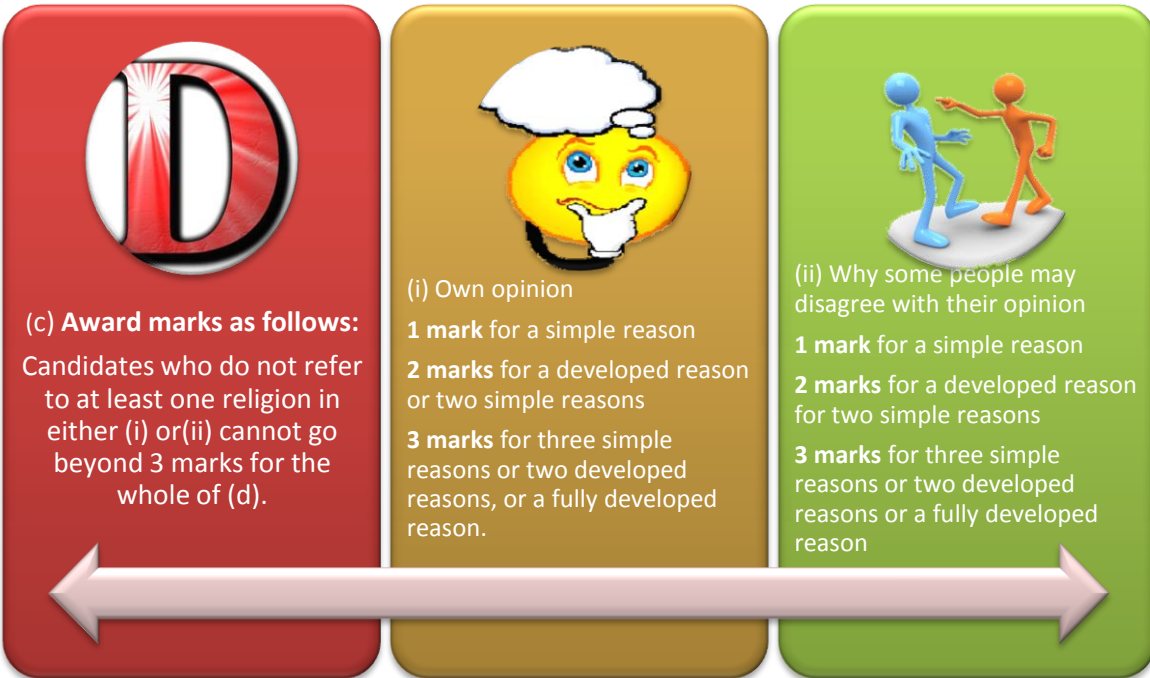 D
(c) Award marks as follows:
Candidates who do not refer
to at least one religion in
either (i) or(ii) cannot go
beyond 3 marks for the
whole of (d).
(i) Own opinion
1 mark for a simple reason
2 marks for a developed reason
or two simple reasons
3 marks for three simple
reasons or two developed
reasons, or a fully developed
reason.
(ii) Why some people may
disagree with their opinion
1 mark for a simple reason
2 marks for a developed reason
for two simple reasons
3 marks for three simple
reasons or two developed
reasons or a fully developed
reason